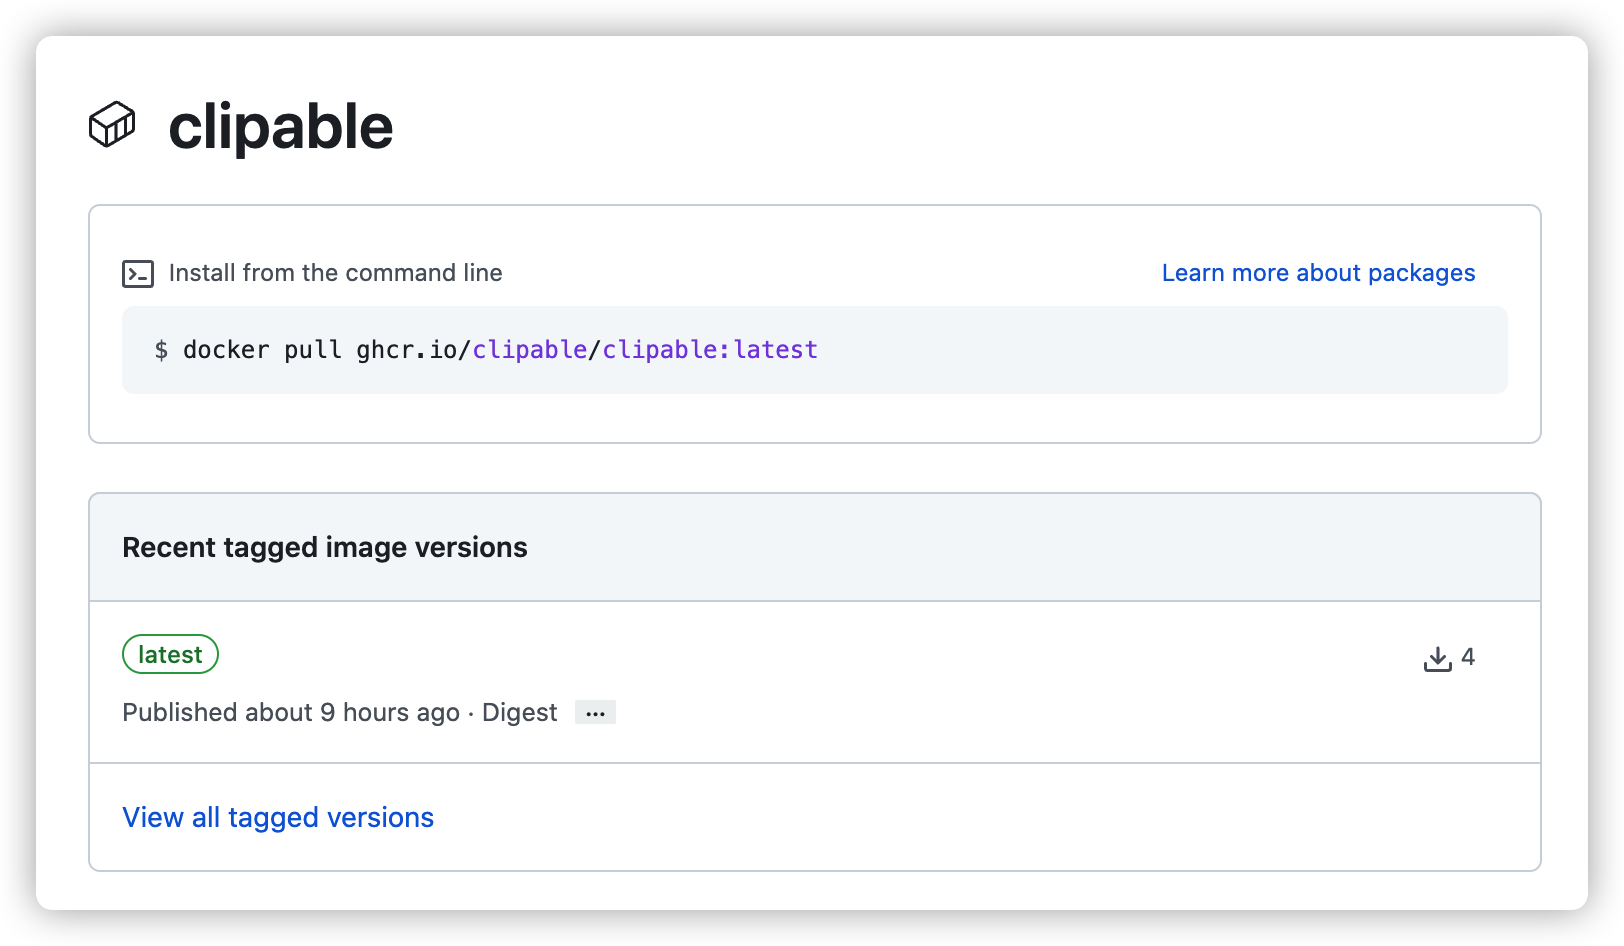 clipable
Install from the command line
Learn more about packages
$ docker pull ghcr.io/clipable/clipable:latest
Recent tagged image versions
latest
4
Published about 9 hours ago · Digest ...
View all tagged versions